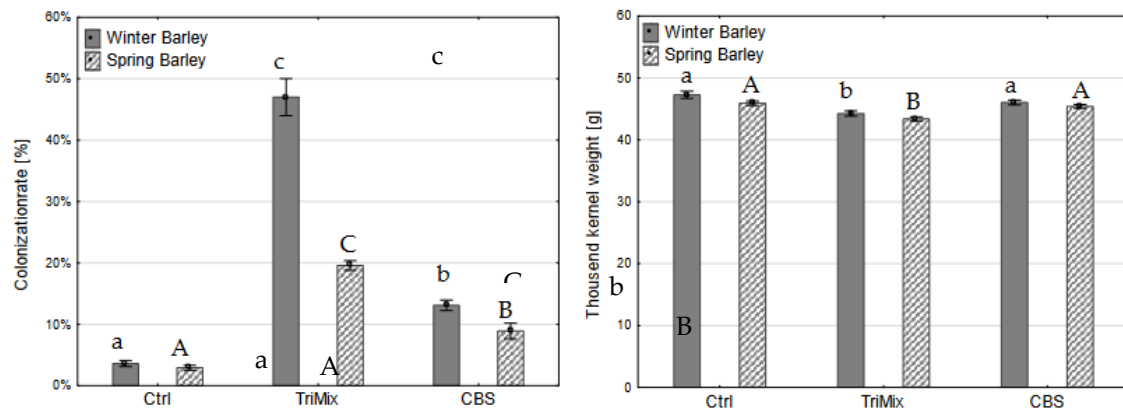 60%
50%
40%
30%
20%
10%
0%
Colonizationrate [%]
Winter Barley
Spring Barley
a
A
a
c
A
C
c
b
C
B
Ctrl
TriMix
CBS
60
50
40
30
20
10
0
Thousend kernel weight [g]
b
Winter Barley
Spring Barley
a
A
b
B
a
A
B
Ctrl
TriMix
CBS